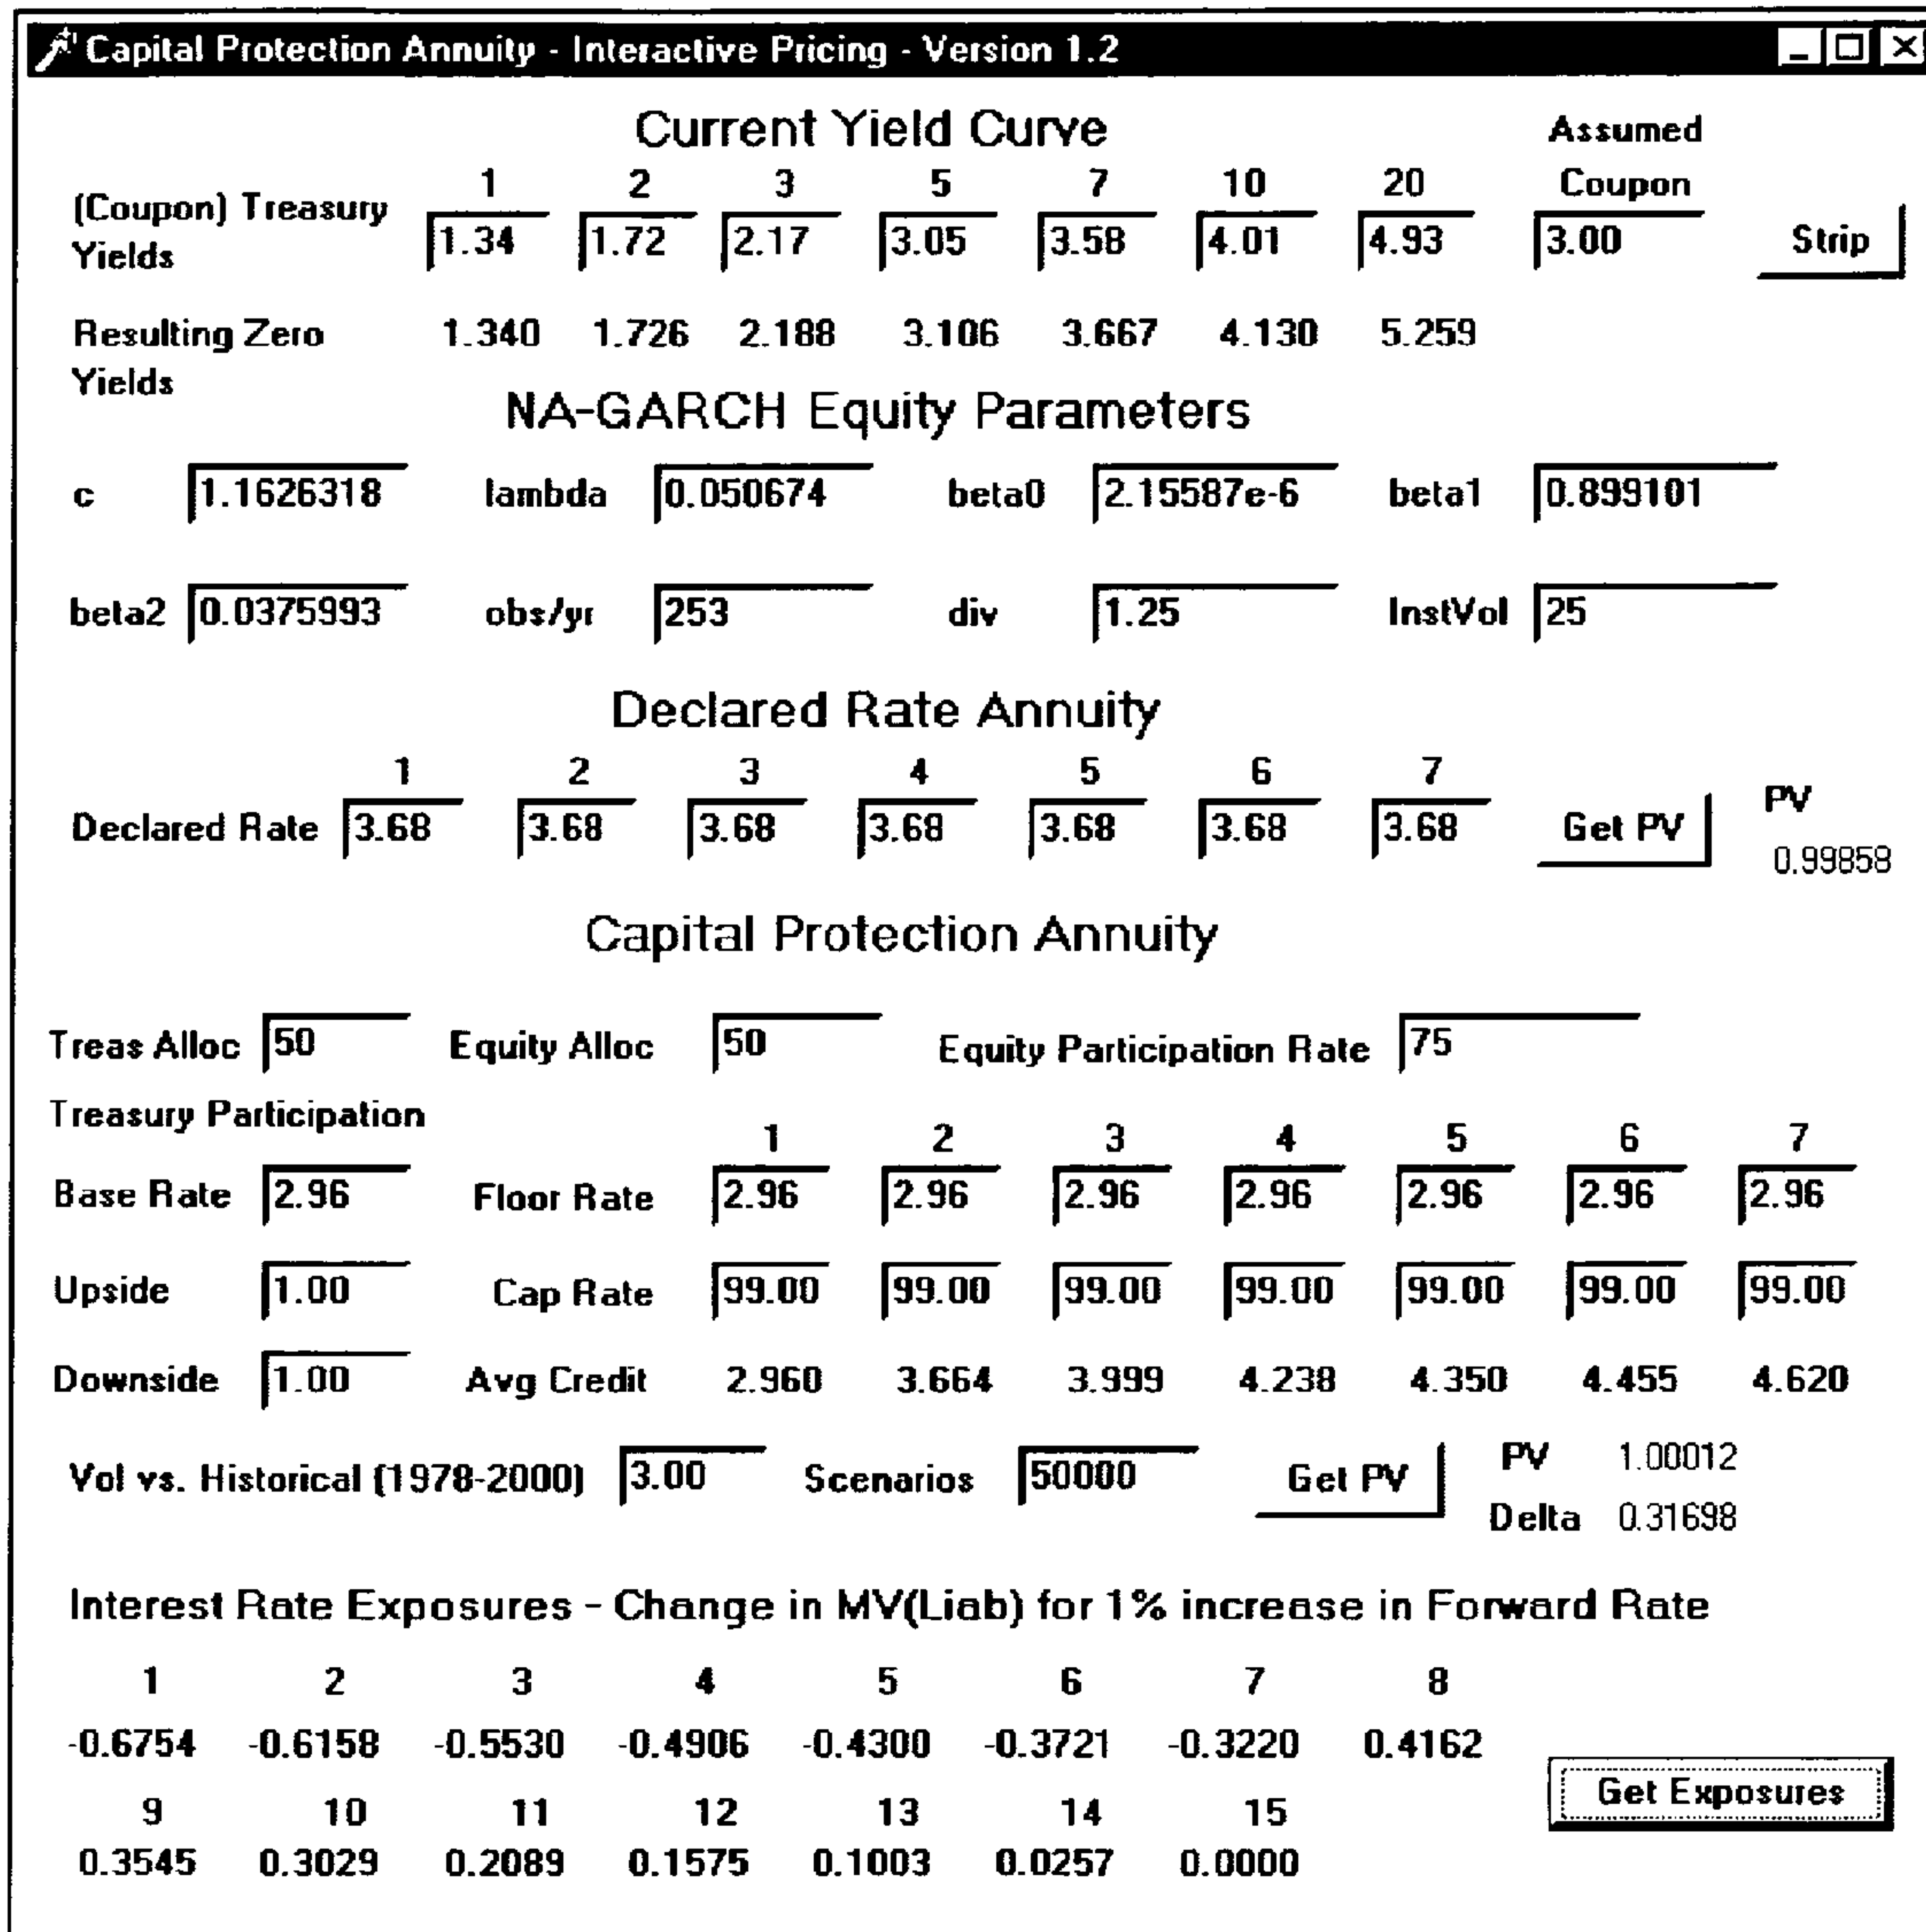 Capital Protection Annuity - Interactive Pricing - Version 1.2
Current Yield Curve
Assumed
1 2 3 5 7 10 20 Coupon
(Coupon) Treasury
Yields
1.34 1.72 2.17 3.05 3.58 4.01 4.93 3.00 Strip
Resulting Zero
Yields
1.340 1.726 2.188 3.106 3.667 4.130 5.259
NA-GARCH Equity Parameters
c 1.1626318 lambda 0.050674 beta0 2.15587e-6 beta1 0.899101
beta2 0.0375993 obs/yr 253 div 1.25 InstVol 25
Declared Rate Annuity
1 2 3 4 5 6 7
PV
Declared Rate 3.68 3.68 3.68 3.68 3.68 3.68 3.68 Get PV
0.99858
Capital Protection Annuity
Treas Alloc 50 Equity Alloc 50 Equity Participation Rate 75
Treasury Participation
1 2 3 4 5 6 7
Base Rate 2.96 Floor Rate 2.96 2.96 2.96 2.96 2.96 2.96 2.96
Upside 1.00 Cap Rate 99.00 99.00 99.00 99.00 99.00 99.00 99.00
Downside 1.00 Avg Credit 2.960 3.664 3.999 4.238 4.350 4.455 4.620
Vol vs. Historical (1978-2000) 3.00 Scenarios 50000 Get PV PV 1.00012
Delta 0.31698
Interest Rate Exposures - Change in MV(Liab) for 1% increase in Forward Rate
1 2 3 4 5 6 7 8
-0.6754 -0.6158 -0.5530 -0.4906 -0.4300 -0.3721 -0.3220 0.4162
Get Exposures
9 10 11 12 13 14 15
0.3545 0.3029 0.2089 0.1575 0.1003 0.0257 0.0000